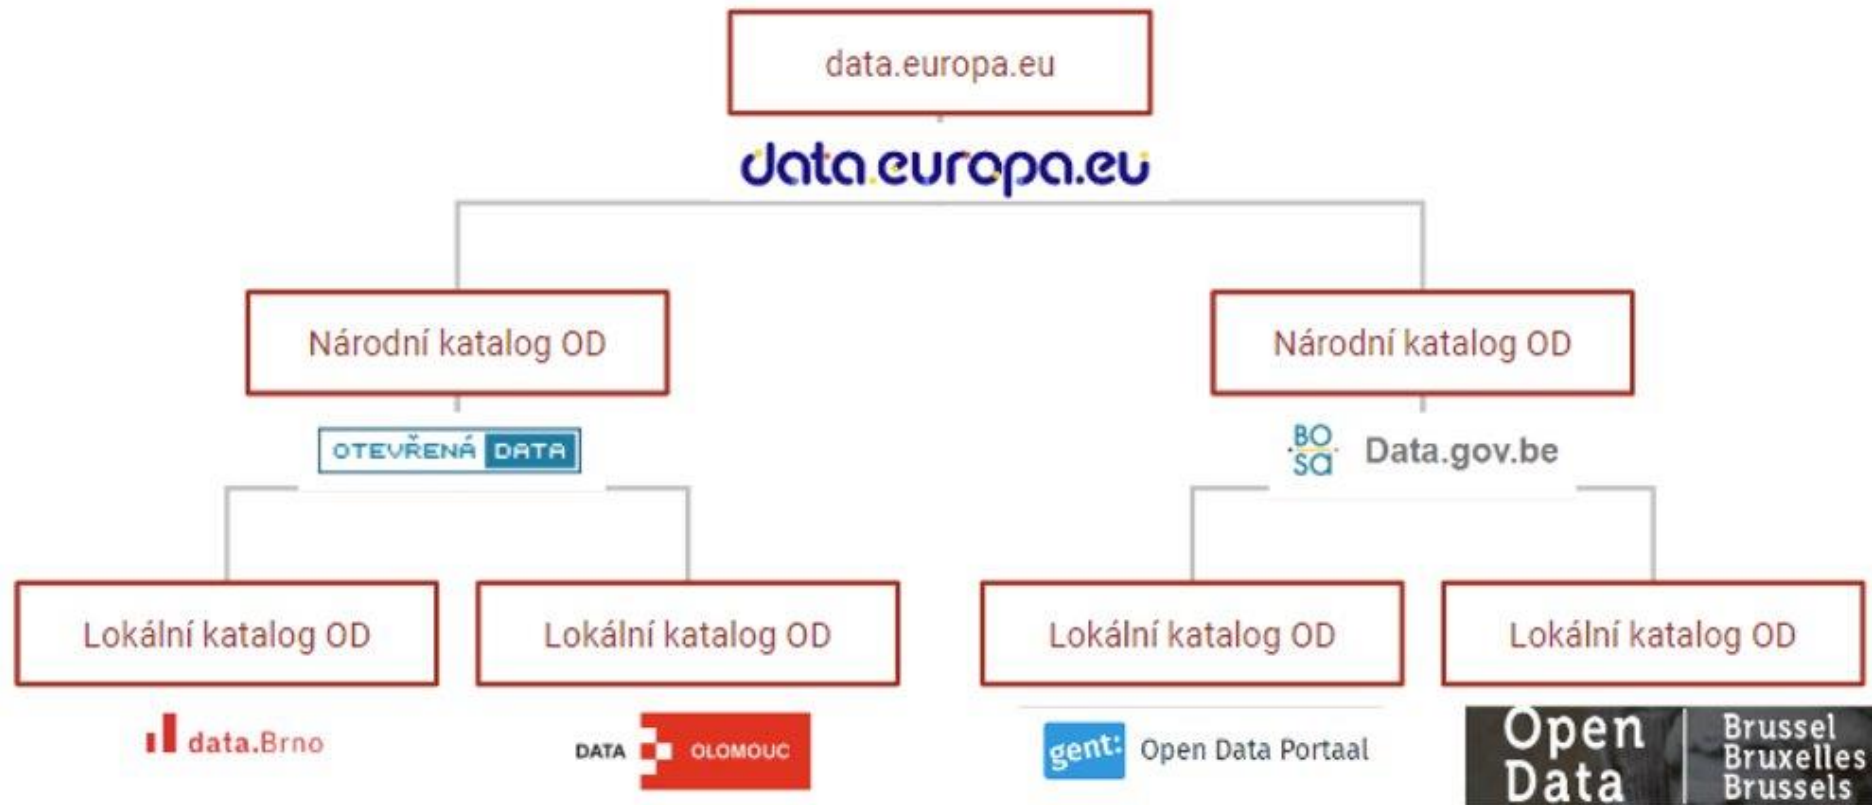 data.europa.eu
data.europa.eu
Národní katalog OD
Národní katalog OD
OTEVŘENÁ DATA
BO
SA
Data.gov.be
Lokální katalog OD
Lokální katalog OD
Lokální katalog OD
Lokální katalog OD
data.Brno
DATA OLOMOUC
gent: Open Data Portaal
Open
Data
Brussel
Bruxelles
Brussels